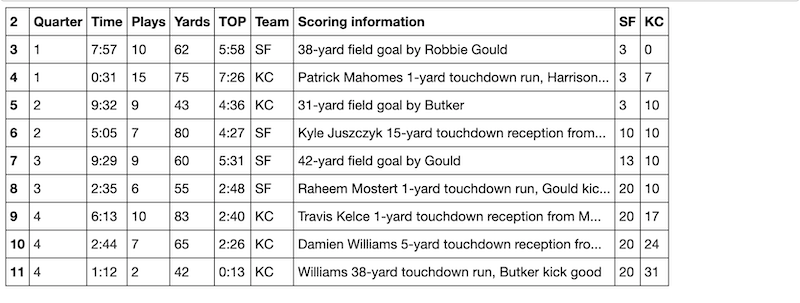 2 Quarter Time Plays Yards TOP Team Scoring information SF KC
3 1 7:57 10 62 5:58 SF 38-yard field goal by Robbie Gould 3 0
4 1 0:31 15 75 7:26 KC Patrick Mahomes 1-yard touchdown run, Harrison... 3 7
5 2 9:32 9 43 4:36 KC 31-yard field goal by Butker 3 10
6 2 5:05 7 80 4:27 SF Kyle Juszczyk 15-yard touchdown reception from... 10 10
7 3 9:29 9 60 5:31 SF 42-yard field goal by Gould 13 10
8 3 2:35 6 55 2:48 SF Raheem Mostert 1-yard touchdown run, Gould kic... 20 10
9 4 6:13 10 83 2:40 KC Travis Kelce 1-yard touchdown reception from M... 20 17
10 4 2:44 7 65 2:26 KC Damien Williams 5-yard touchdown reception fro... 20 24
11 4 1:12 2 42 0:13 KC Williams 38-yard touchdown run, Butker kick good 20 31